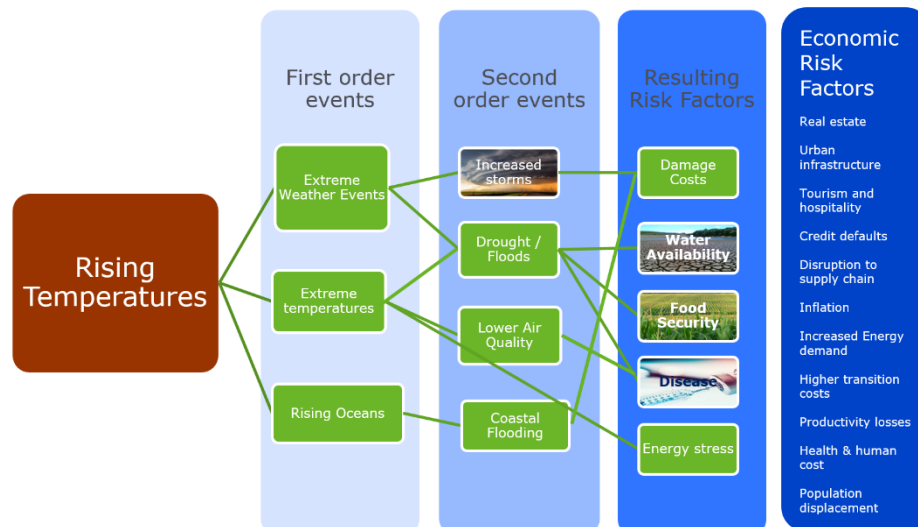 Rising
Temperatures
First order
events
Extreme
Weather Events
Extreme
temperatures
Rising Oceans
Second
order events
Increased
storms
Drought /
Floods
Lower Air
Quality
Coastal
Flooding
Resulting
Risk Factors
Damage
Costs
Water
Availability
Food
Security
Disease
Energy stress
Economic
Risk
Factors
Real estate
Urban
infrastructure
Tourism and
hospitality
Credit defaults
Disruption to
supply chain
Inflation
Increased Energy
demand
Higher transition
costs
Productivity losses
Health & human
cost
Population
displacement